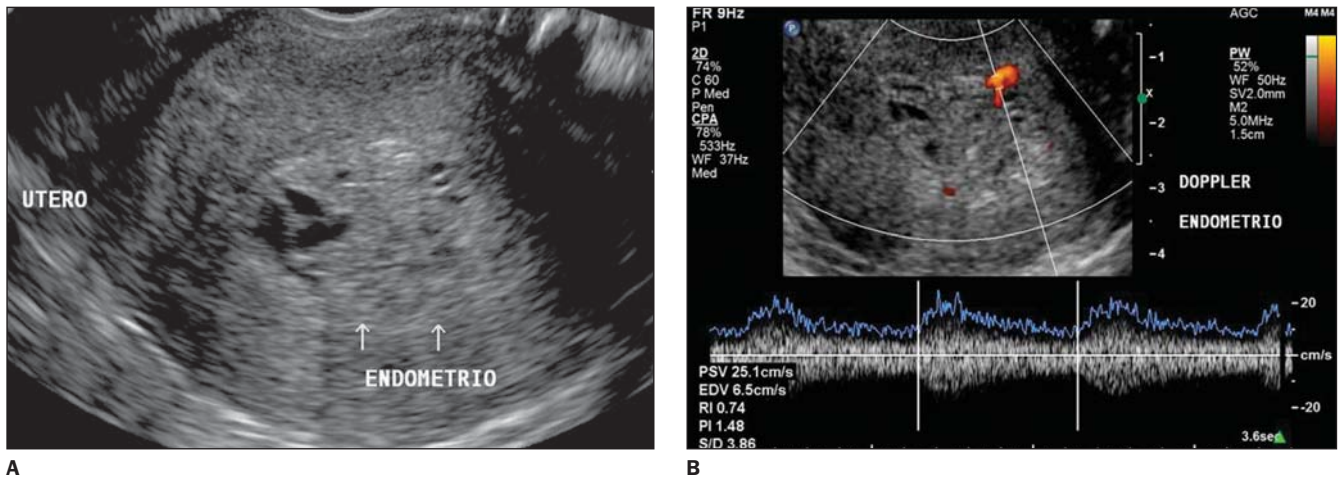 UTERO
ENDOMETRIO
A
FR 9Hz
P1
2D
74%
C 60
P Med
Pen
CPA
78%
533Hz
WF 37Hz
Med
P
AGC
M4 M4
PW
52%
WF 50Hz
SV2.0mm
M2
5.0MHz
1.5cm
-1
X
-2
-3
-4
DOPPLER
ENDOMETRIO
PSV 25.1cm/s
EDV 6.5cm/s
RI 0.74
PI 1.48
S/D 3.86
-20
cm/s
-20
3.6sec
B